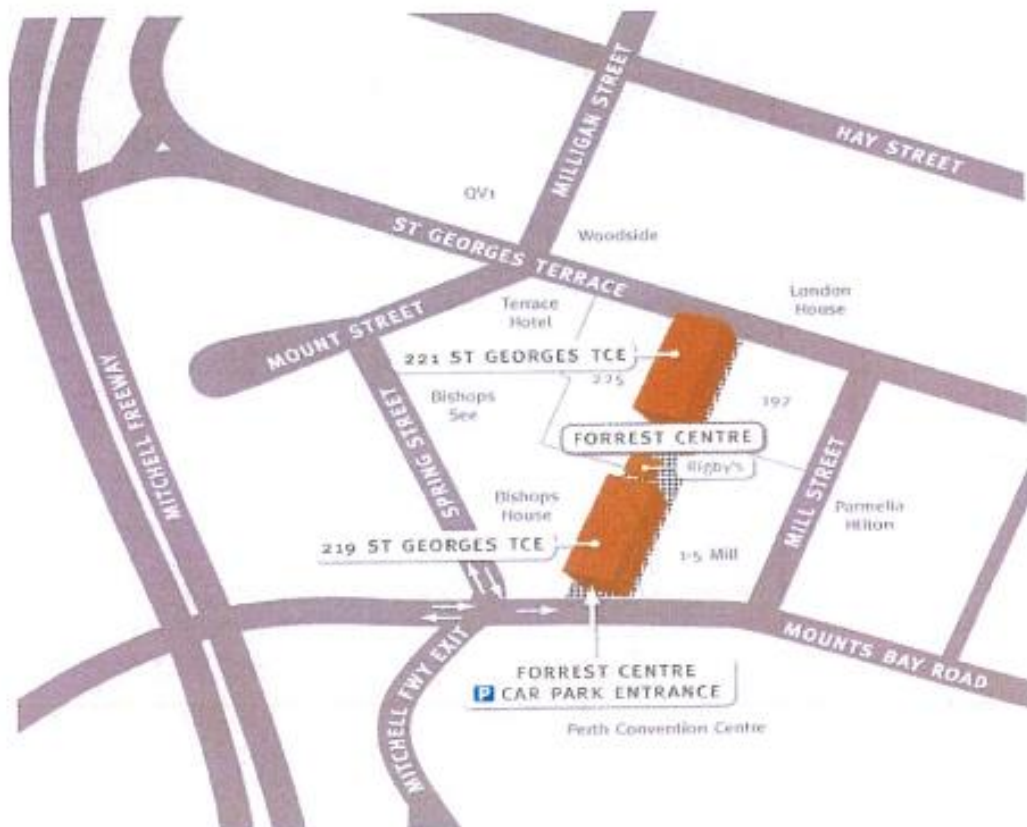 MILLIGAN STREET
HAY STREET
QV1
Woodside
ST GEORGES TERRACE
London
House
Terrace
Hotel
MOUNT STREET
221 ST GEORGES TCE
225
197
MITCHELL FREEWAY
Bishops
See
SPRING STREET
FORREST CENTRE
Rigby's
MILL STREET
Bishops
House
Parmelia
Hilton
219 ST GEORGES TCE
1-5 Mill
MITCHELL FWY EXIT
FORREST CENTRE
P CAR PARK ENTRANCE
MOUNTS BAY ROAD
Perth Convention Centre